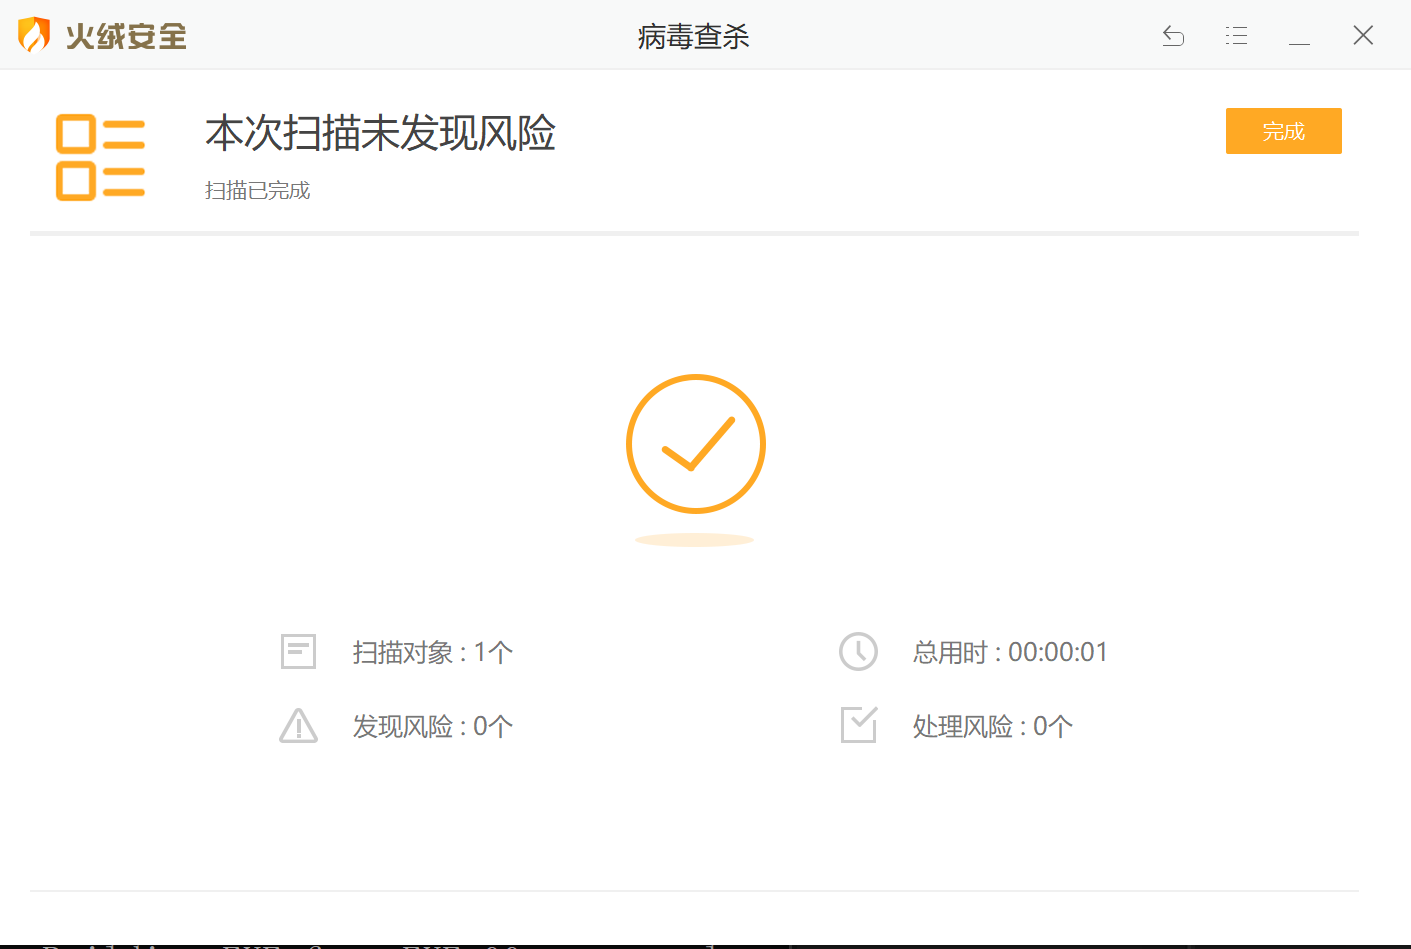 火绒安全
病毒查杀
本次扫描未发现风险
完成
扫描已完成
扫描对象 : 1个
总用时 : 00:00:01
发现风险 : 0个
处理风险 : 0个